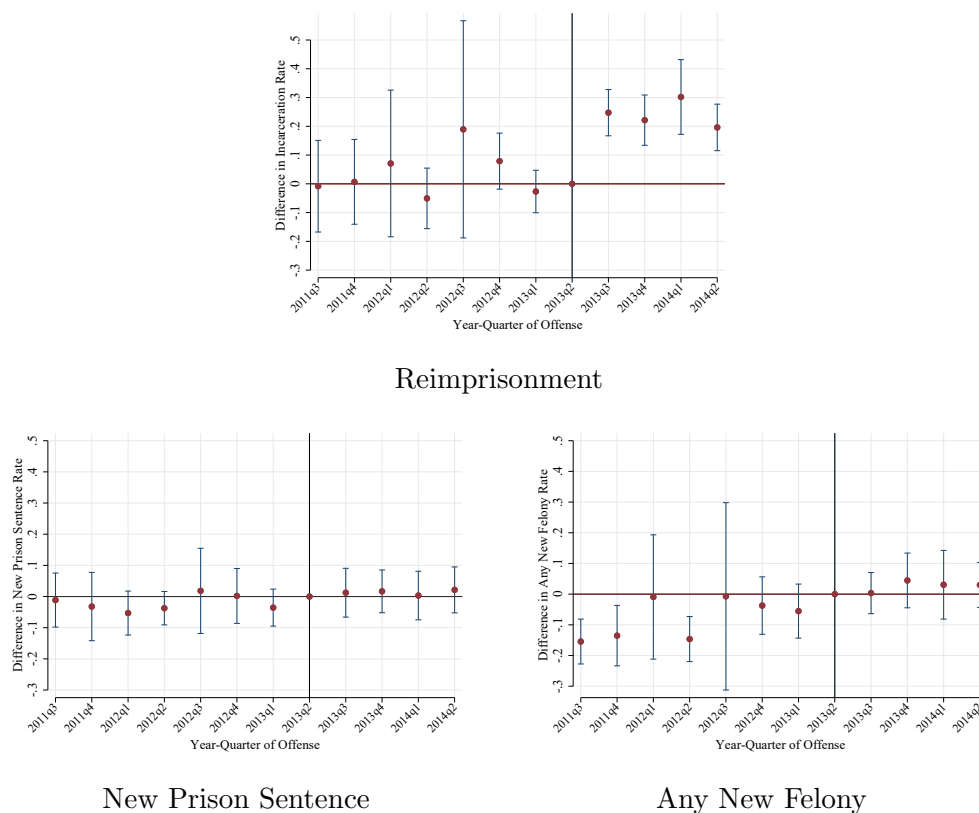 Difference in Incarceration Rate
.5
.4
.3
.2
.1
0
-.1
-.2
-.3
2011q3 2011q4 2012q1 2012q2 2012q3 2012q4 2013q1 2013q2 2013q3 2013q4 2014q1 2014q2
Year-Quarter of Offense
Reimprisonment
Difference in New Prison Sentence Rate
.5
.4
.3
.2
.1
0
-.1
-.2
-.3
2011q3 2011q4 2012q1 2012q2 2012q3 2012q4 2013q1 2013q2 2013q3 2013q4 2014q1 2014q2
Year-Quarter of Offense
New Prison Sentence
Difference in Any New Felony Rate
.5
.4
.3
.2
.1
0
-.1
-.2
-.3
2011q3 2011q4 2012q1 2012q2 2012q3 2012q4 2013q1 2013q2 2013q3 2013q4 2014q1
Year-Quarter of Offense
Any New Felony